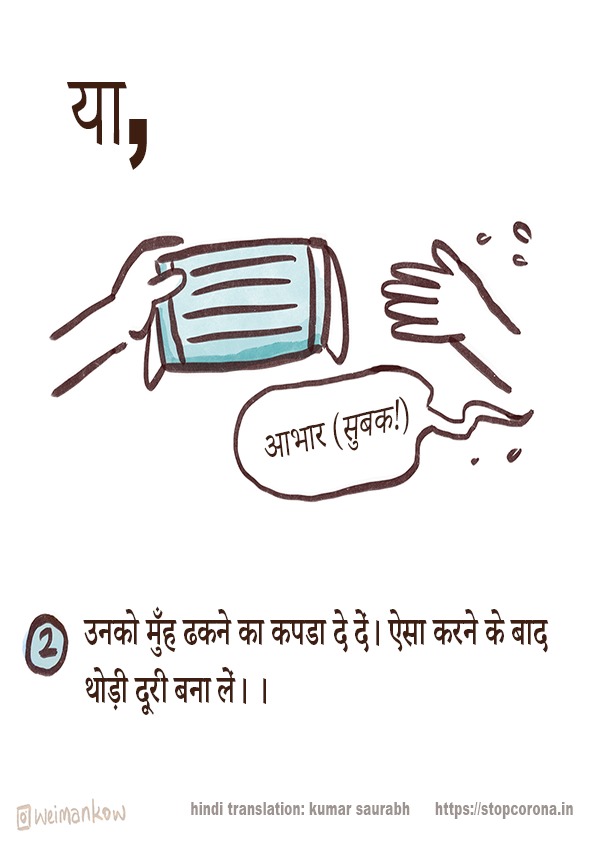 या,
आभार (सुबक!)
2 उनको मुँह ढकने का कपडा दे दें। ऐसा करने के बाद
थोड़ी दूरी बना लें। ।
weimankow hindi translation: kumar saurabh https://stopcorona.in